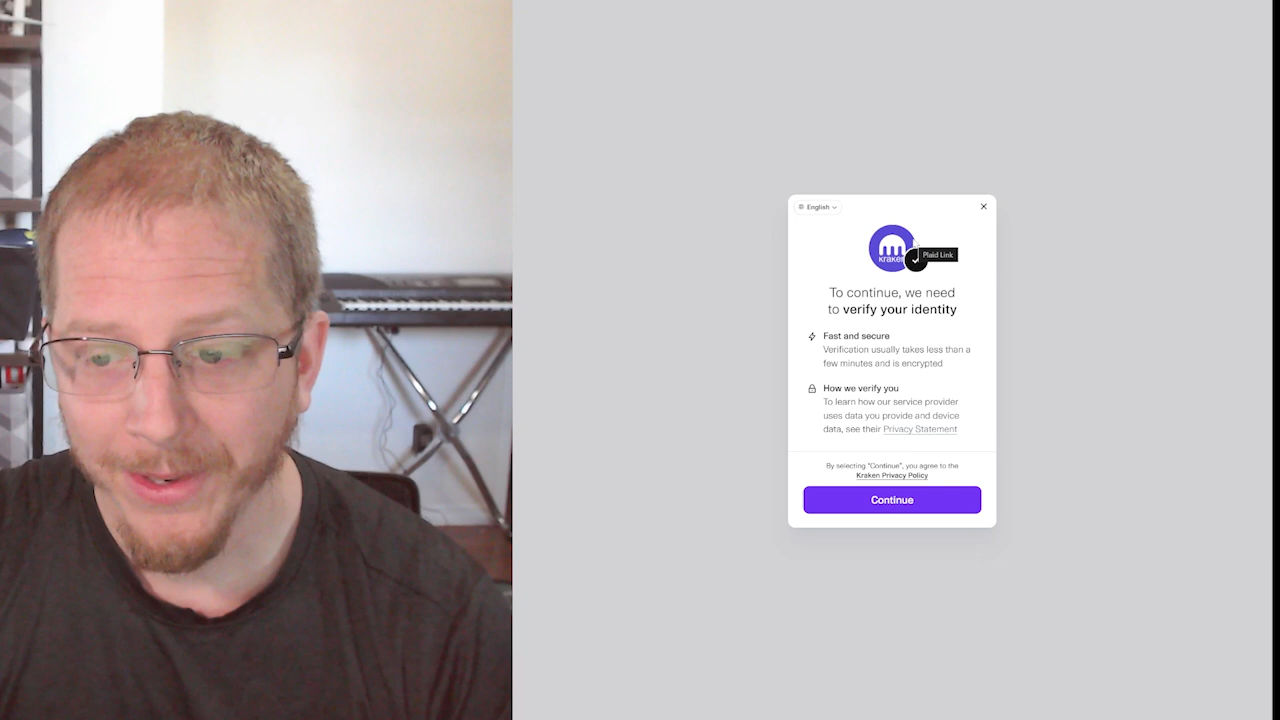 English
KRAKEN
Plaid Link
To continue, we need
to verify your identity
Fast and secure
Verification usually takes less than a
few minutes and is encrypted
How we verify you
To learn how our service provider
uses data you provide and device
data, see their Privacy Statement
By selecting "Continue", you agree to the
Kraken Privacy Policy
Continue